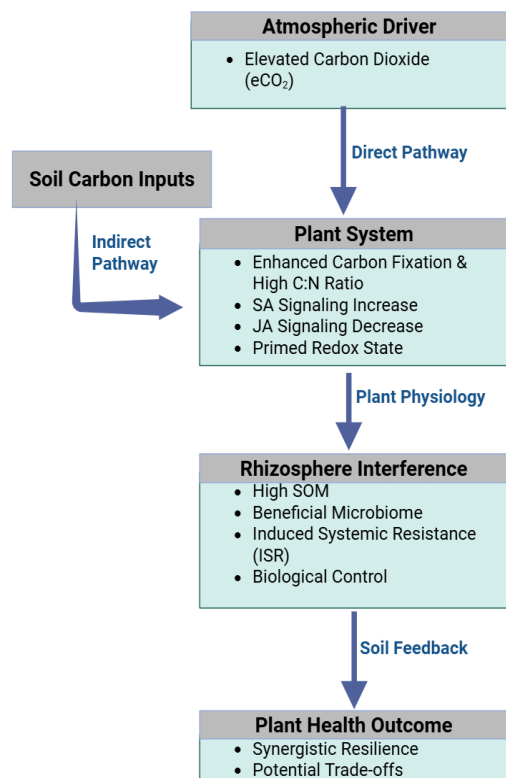 Atmospheric Driver
• Elevated Carbon Dioxide
(eCO₂)
Direct Pathway
Soil Carbon Inputs
Indirect
Pathway
Plant System
• Enhanced Carbon Fixation &
High C:N Ratio
• SA Signaling Increase
• JA Signaling Decrease
• Primed Redox State
Plant Physiology
Rhizosphere Interference
• High SOM
• Beneficial Microbiome
• Induced Systemic Resistance
(ISR)
• Biological Control
Soil Feedback
Plant Health Outcome
• Synergistic Resilience
• Potential Trade-offs